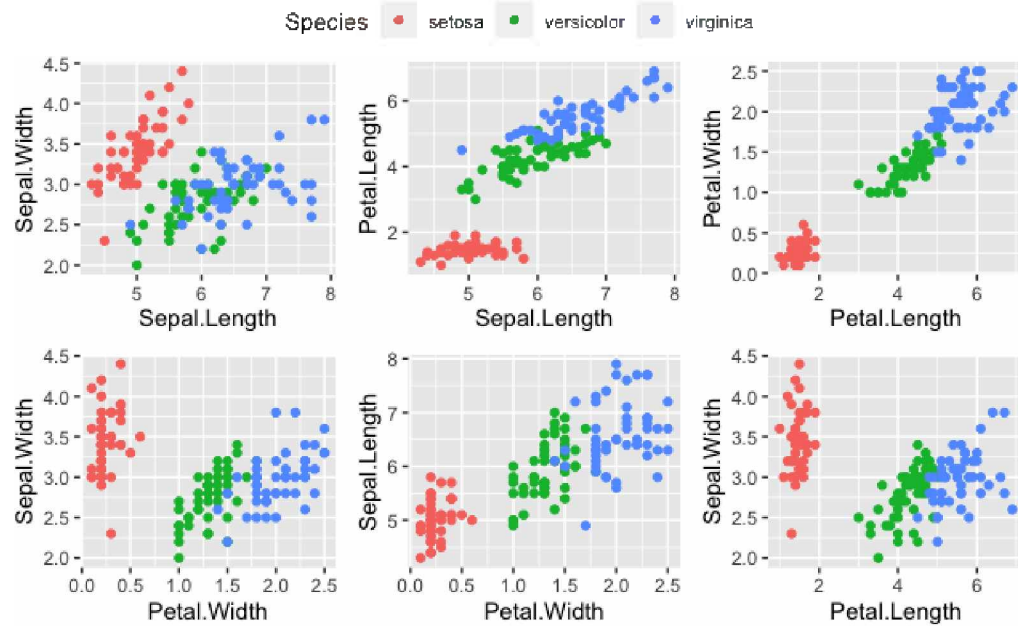 Species setosa versicolor virginica
4.5 4.0 3.5 3.0 2.5 2.0
Sepal.Width
5 6 7 8
Sepal.Length
6 4 2
Petal.Length
5 6 7 8
Sepal.Length
2.5 2.0 1.5 1.0 0.5 0.0
Petal.Width
2 4 6
Petal.Length
4.5 4.0 3.5 3.0 2.5 2.0
Sepal.Width
0.0 0.5 1.0 1.5 2.0 2.5
Petal.Width
8 7 6 5
Sepal.Length
0.0 0.5 1.0 1.5 2.0 2.5
Petal.Width
4.5 4.0 3.5 3.0 2.5 2.0
Sepal.Width
2 4 6
Petal.Length